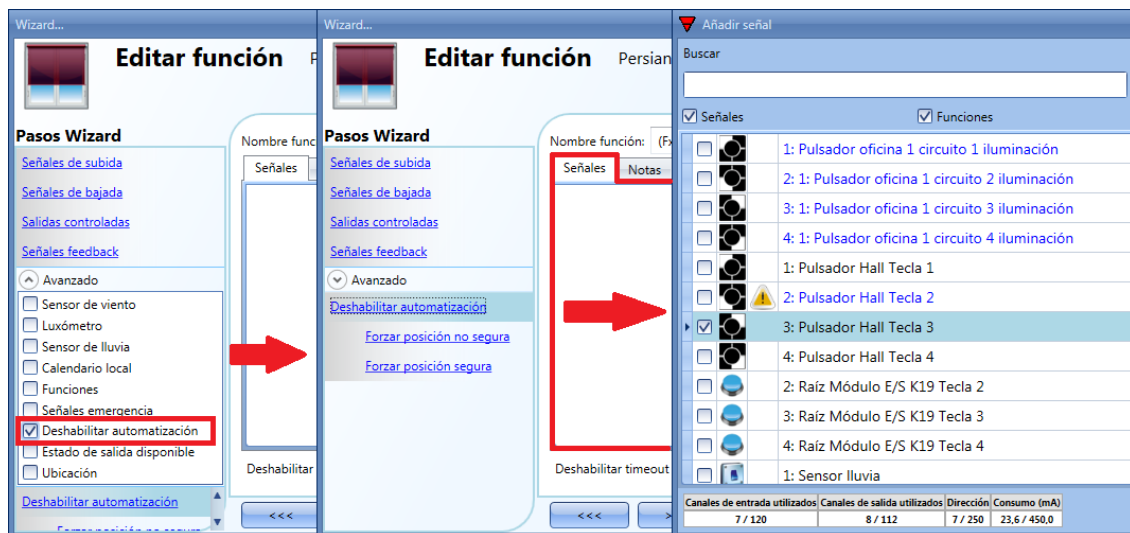 Wizard...
Editar función
Pasos Wizard
Señales de subida
Señales de bajada
Salidas controladas
Señales feedback
Avanzado
Sensor de viento
Luxómetro
Sensor de lluvia
Calendario local
Funciones
Señales emergencia
Deshabilitar automatización
Estado de salida disponible
Ubicación
Deshabilitar automatización
Forzar posición no segura
Nombre func
Señales
Deshabilitar
<<<
Wizard...
Editar función Persian
Pasos Wizard
Señales de subida
Señales de bajada
Salidas controladas
Señales feedback
Avanzado
Deshabilitar automatización
Forzar posición no segura
Forzar posición segura
Nombre función: (Fx
Señales Notas
Deshabilitar timeout
<<<
Añadir señal
Buscar
Señales Funciones
1: Pulsador oficina 1 circuito 1 iluminación
2: 1: Pulsador oficina 1 circuito 2 iluminación
3: 1: Pulsador oficina 1 circuito 3 iluminación
4: 1: Pulsador oficina 1 circuito 4 iluminación
1: Pulsador Hall Tecla 1
2: Pulsador Hall Tecla 2
3: Pulsador Hall Tecla 3
4: Pulsador Hall Tecla 4
2: Raíz Módulo E/S K19 Tecla 2
3: Raíz Módulo E/S K19 Tecla 3
4: Raíz Módulo E/S K19 Tecla 4
1: Sensor lluvia
Canales de entrada utilizados Canales de salida utilizados Dirección Consumo (mA)
7 / 120 8 / 112 7 / 250 23,6 / 450,0